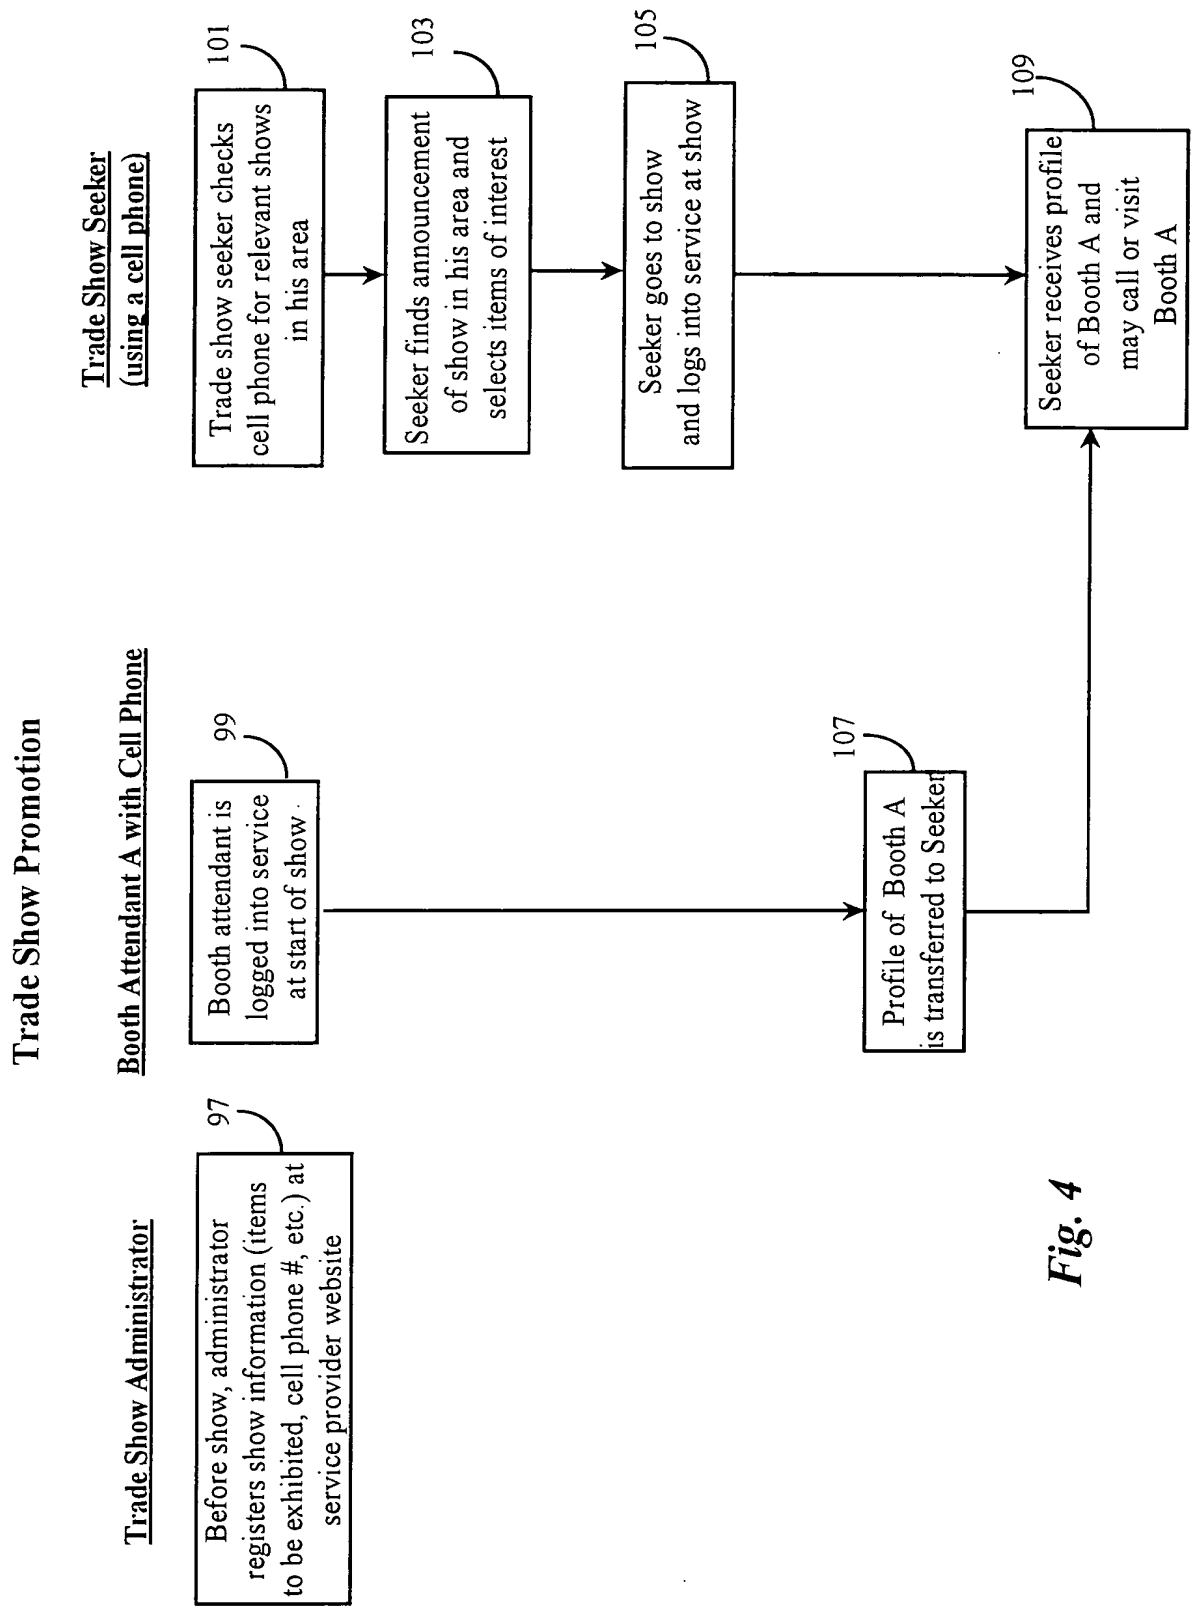 Trade Show Promotion
Trade Show Administrator
97
Before show, administrator
registers show information (items
to be exhibited, cell phone #, etc.) at
service provider website
Booth Attendant A with Cell Phone
99
Booth attendant is
logged into service
at start of show
107
Profile of Booth A
is transferred to Seeker
Trade Show Seeker
(using a cell phone)
101
Trade show seeker checks
cell phone for relevant shows
in his area
103
Seeker finds announcement
of show in his area and
selects items of interest
105
Seeker goes to show
and logs into service at show
109
Seeker receives profile
of Booth A and
may call or visit
Booth A
Fig. 4